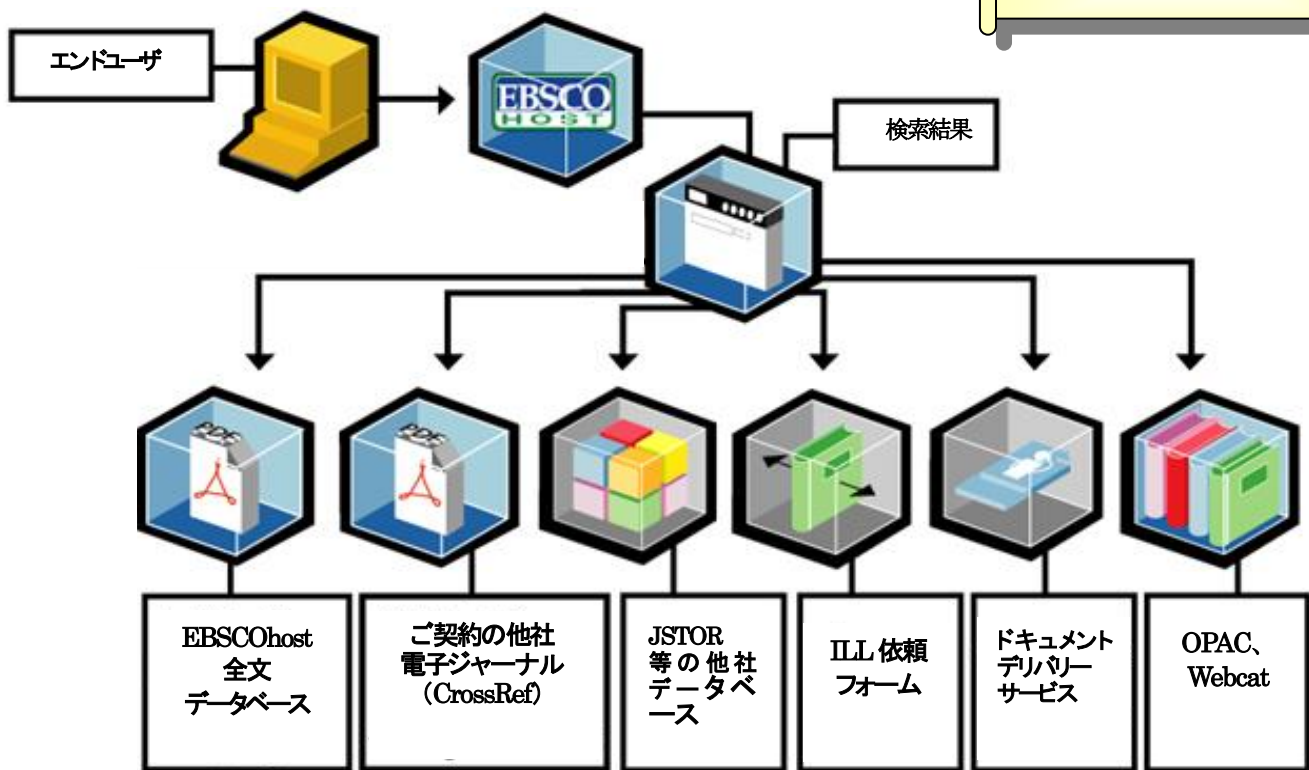 エンドユーザ
EBSCO
HOST
検索結果
PDF
PDF
EBSCOhost
全文
データベース
ご契約の他社
電子ジャーナル
（CrossRef）
JSTOR
等の他社
データベ
ース
ILL 依頼
フォーム
ドキュメント
デリバリー
サービス
OPAC、
Webcat